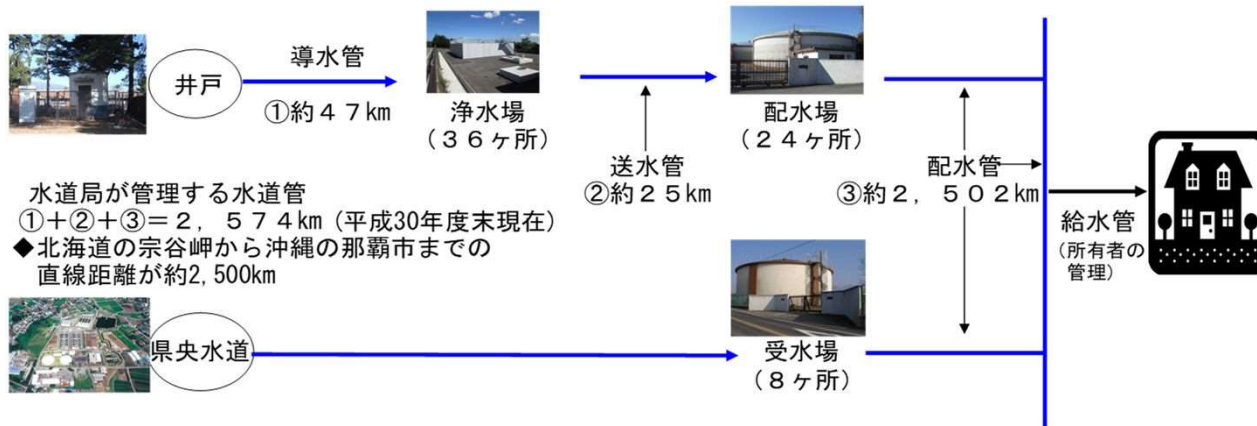 井戸
導水管
①約47km
浄水場
(36ヶ所)
送水管
②約25km
配水場
(24ヶ所)
配水管
③約2,502km
給水管
(所有者の
管理)
水道局が管理する水道管
①+②+③=2,574km (平成30年度末現在)
◆北海道の宗谷岬から沖縄の那覇市までの
直線距離が約2,500km
県央水道
受水場
(8ヶ所)